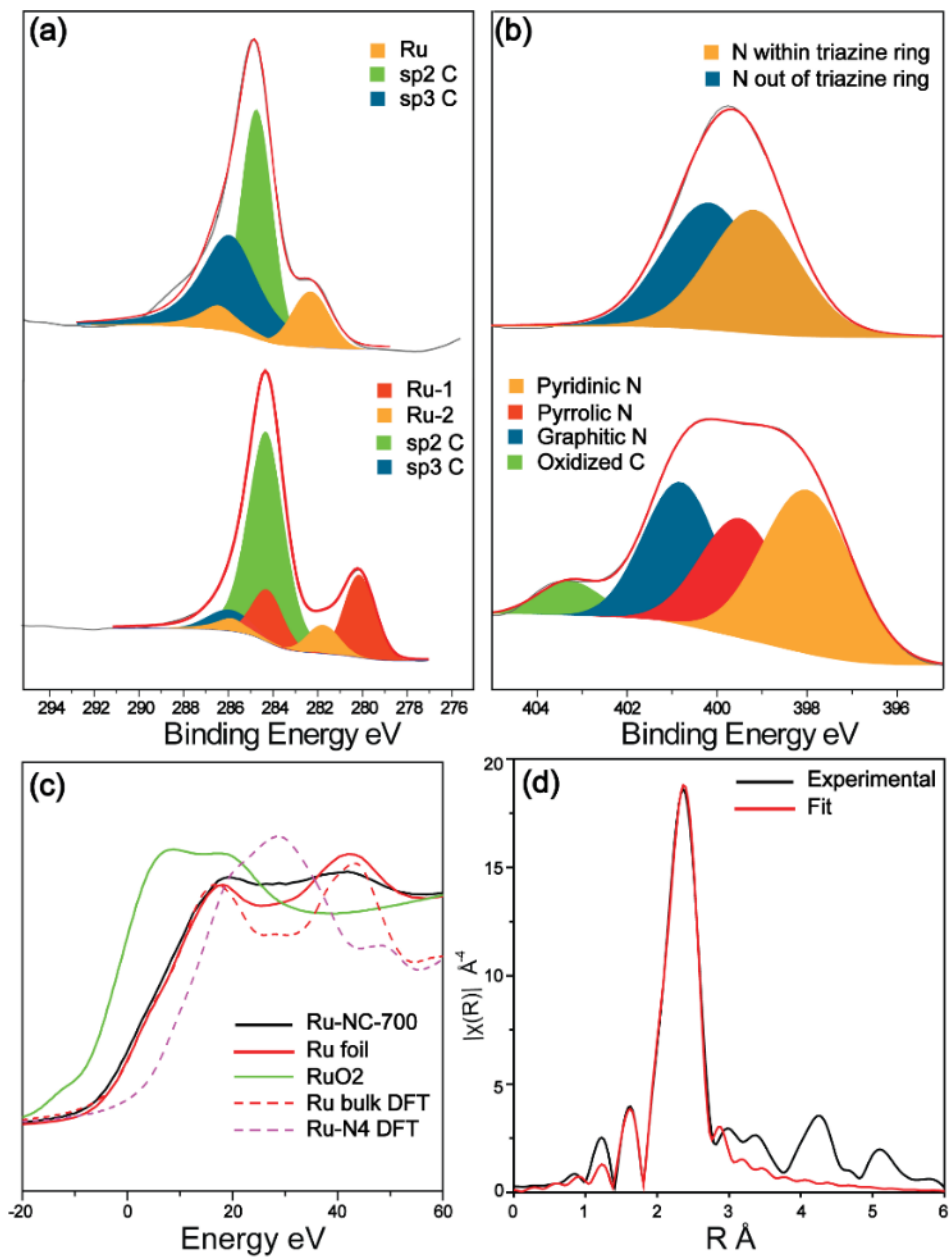 (a)
Ru
sp2 C
sp3 C
Ru-1
Ru-2
sp2 C
sp3 C
294 292 290 288 286 284 282 280 278 276
Binding Energy eV
(b)
N within triazine ring
N out of triazine ring
Pyridinic N
Pyrrolic N
Graphitic N
Oxidized C
404 402 400 398 396
Binding Energy eV
(c)
Ru-NC-700
Ru foil
RuO2
Ru bulk DFT
Ru-N4 DFT
-20 0 20 40 60
Energy eV
(d)
Experimental
Fit
20
15
10
5
0
|χ(R)| Å-4
0 1 2 3 4 5 6
R Å